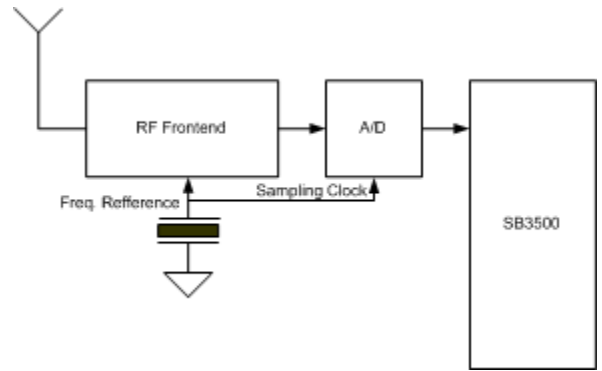 RF Frontend
A/D
Freq. Refference
Sampling Clock
SB3500